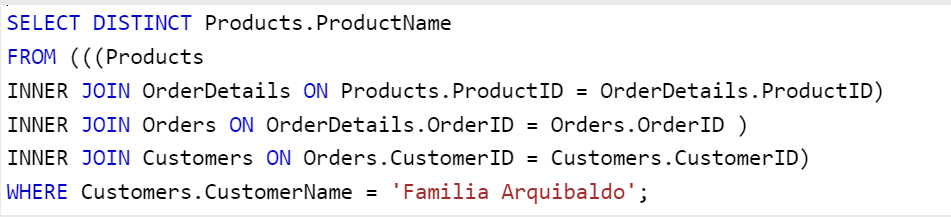 SELECT DISTINCT Products.ProductName
FROM (((Products
INNER JOIN OrderDetails ON Products.ProductID = OrderDetails.ProductID)
INNER JOIN Orders ON OrderDetails.OrderID = Orders.OrderID )
INNER JOIN Customers ON Orders.CustomerID = Customers.CustomerID)
WHERE Customers.CustomerName = 'Familia Arquibaldo';